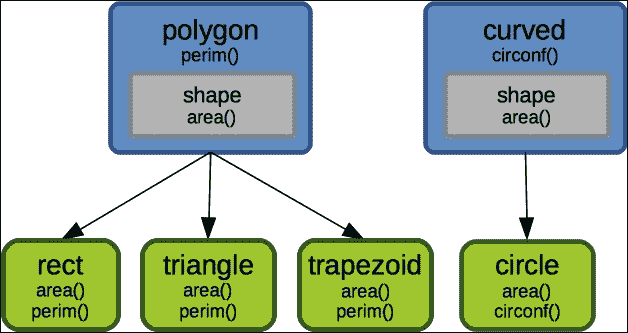 polygon
perim()
shape
area()
curved
circonf()
shape
area()
rect
area()
perim()
triangle
area()
perim()
trapezoid
area()
perim()
circle
area()
circonf()